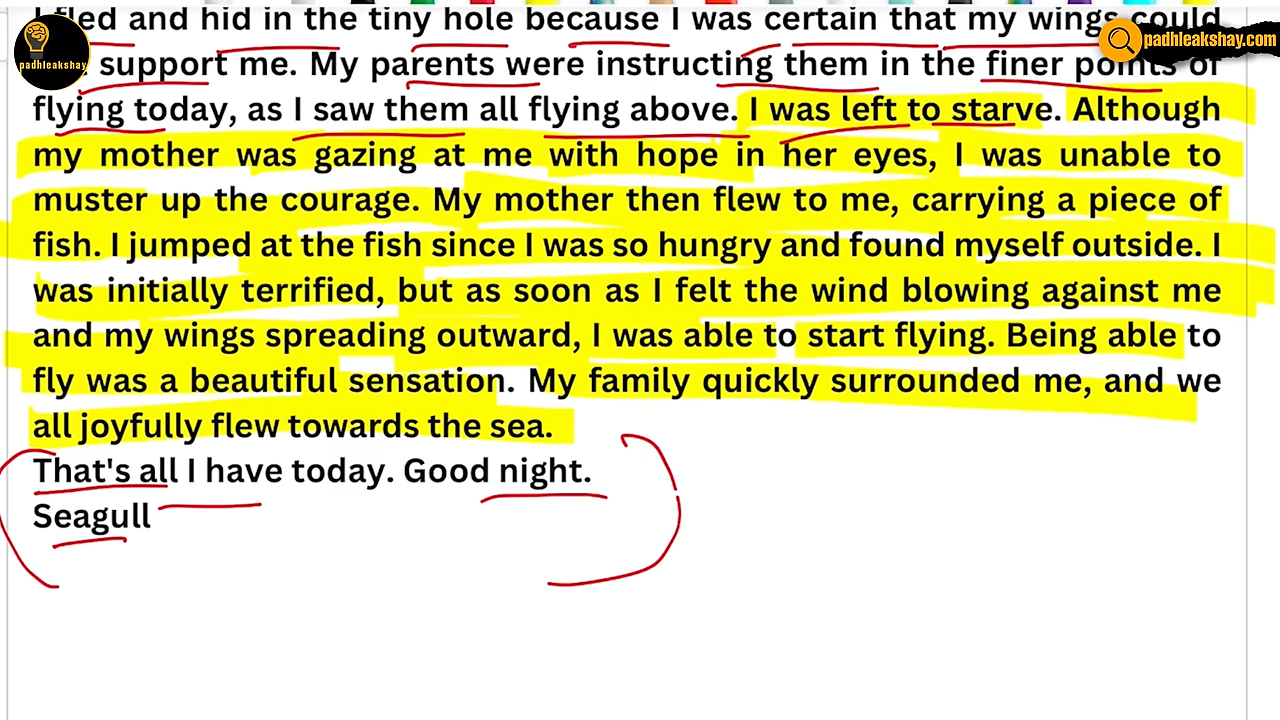 I fled and hid in the tiny hole because I was certain that my wings could
support me. My parents were instructing them in the finer points of
flying today, as I saw them all flying above. I was left to starve. Although
my mother was gazing at me with hope in her eyes, I was unable to
muster up the courage. My mother then flew to me, carrying a piece of
fish. I jumped at the fish since I was so hungry and found myself outside. I
was initially terrified, but as soon as I felt the wind blowing against me
and my wings spreading outward, I was able to start flying. Being able to
fly was a beautiful sensation. My family quickly surrounded me, and we
all joyfully flew towards the sea.
That's all I have today. Good night.
Seagull
padhleakshay
padhleakshay.com